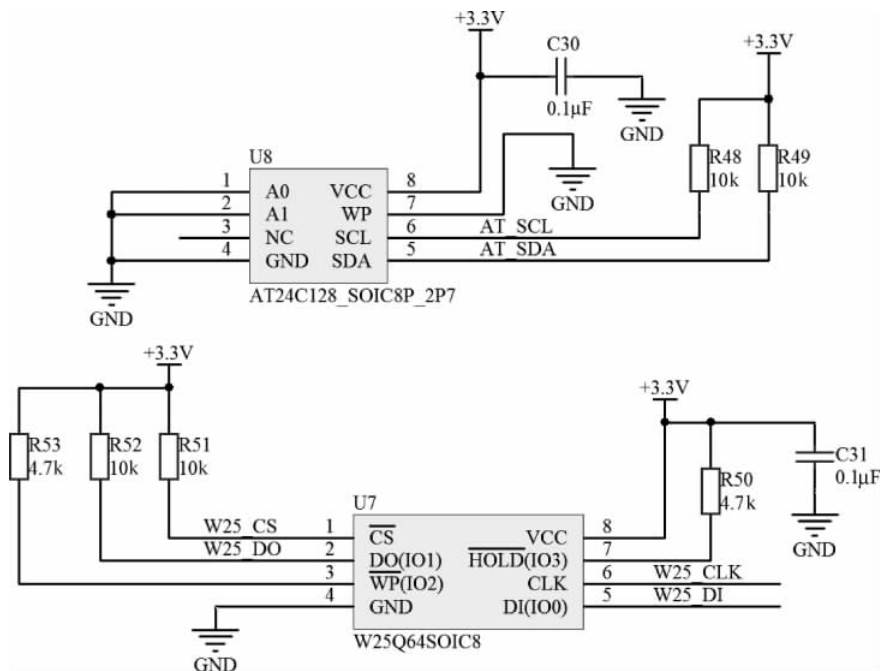 +3.3V
C30
0.1μF
GND
+3.3V
R48
10k
R49
10k
GND
U8
1 A0 VCC 8
2 A1 WP 7
3 NC SCL 6 AT_SCL
4 GND SDA 5 AT_SDA
AT24C128_SOIC8P_2P7
GND
+3.3V
R53
4.7k
R52
10k
R51
10k
+3.3V
R50
4.7k
C31
0.1μF
GND
U7
W25_CS 1 CS VCC 8
W25_DO 2 DO(IO1) HOLD(IO3) 7
3 WP(IO2) CLK 6 W25_CLK
4 GND DI(IO0) 5 W25_DI
W25Q64SOIC8
GND